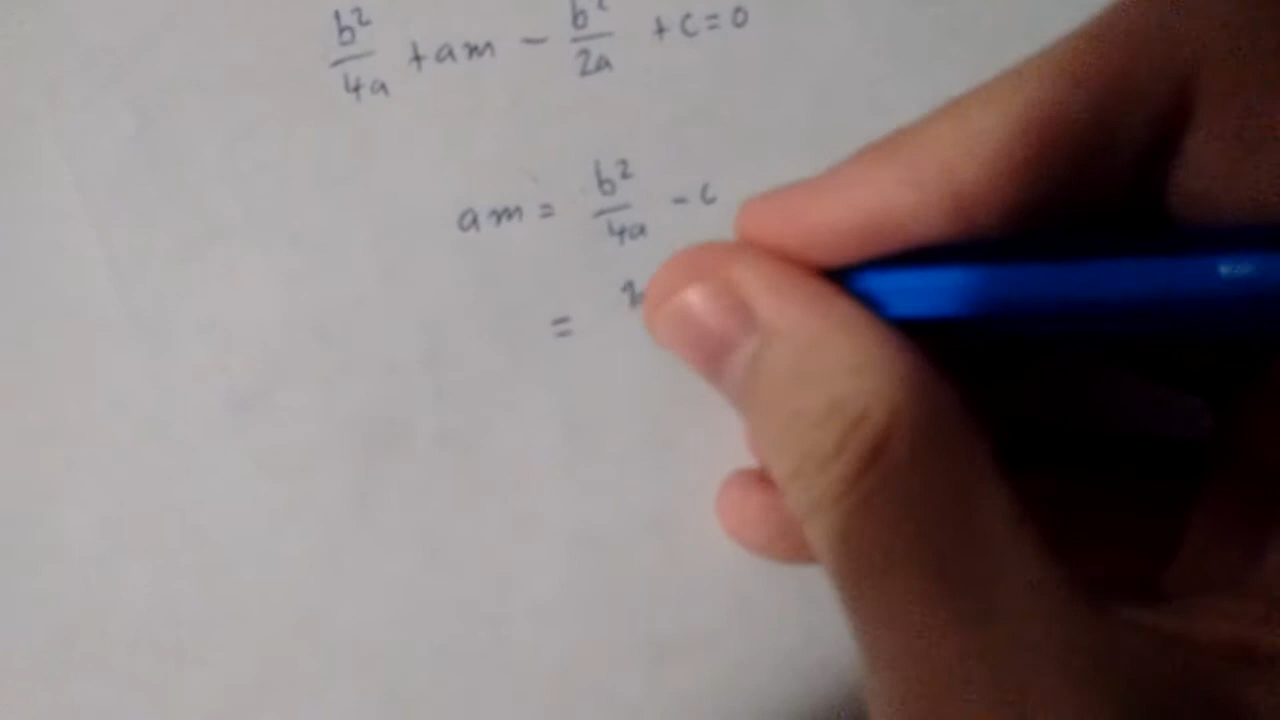 b²/4a + am - b²/2a + c = 0
am = b²/4a - c
=